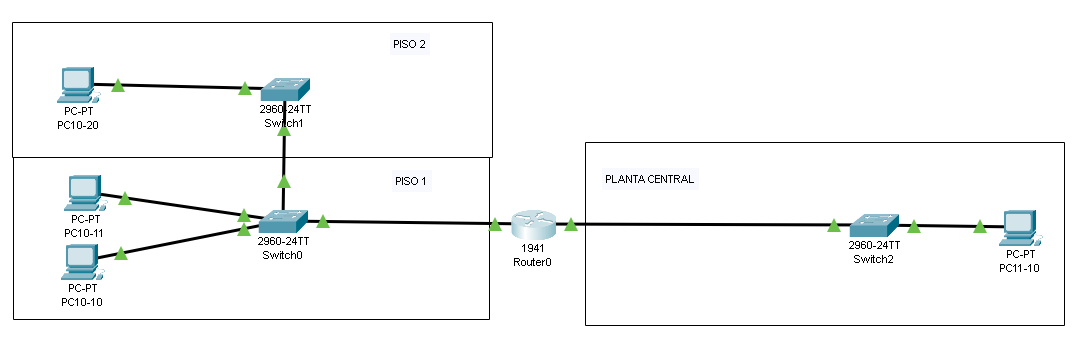 PISO 2
PC-PT
PC10-20
2960-24TT
Switch1
PISO 1
PC-PT
PC10-11
PC-PT
PC10-10
2960-24TT
Switch0
1941
Router0
PLANTA CENTRAL
2960-24TT
Switch2
PC-PT
PC11-10